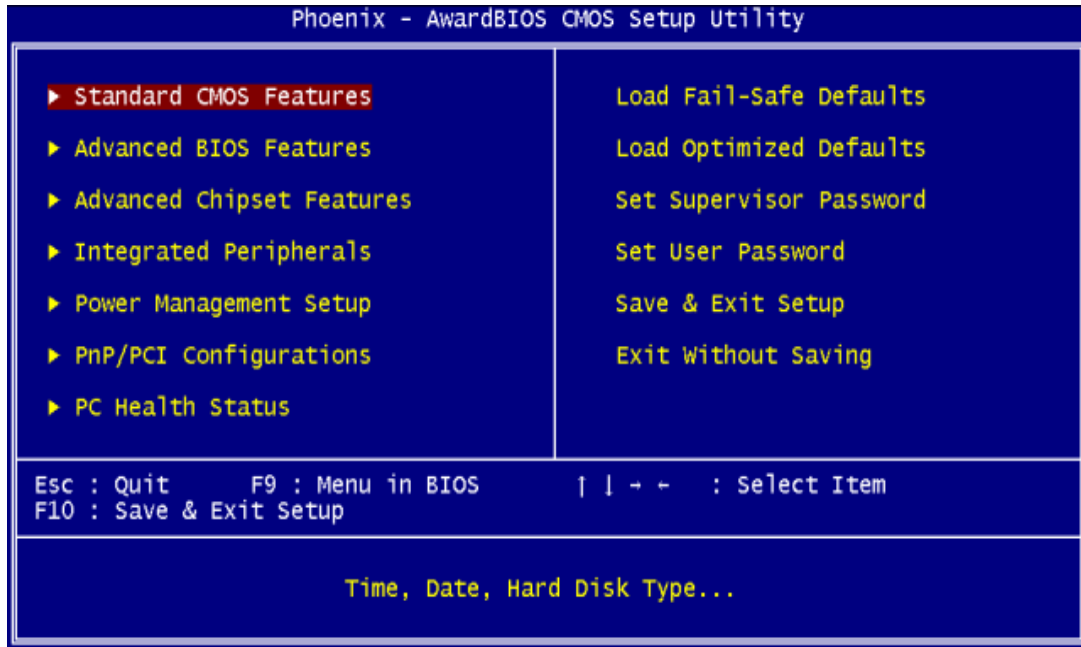 Phoenix - AwardBIOS CMOS Setup Utility
▶ Standard CMOS Features
▶ Advanced BIOS Features
▶ Advanced Chipset Features
▶ Integrated Peripherals
▶ Power Management Setup
▶ PnP/PCI Configurations
▶ PC Health Status
Load Fail-Safe Defaults
Load Optimized Defaults
Set Supervisor Password
Set User Password
Save & Exit Setup
Exit Without Saving
Esc : Quit F9 : Menu in BIOS ↑ ↓ → ← : Select Item
F10 : Save & Exit Setup
Time, Date, Hard Disk Type...